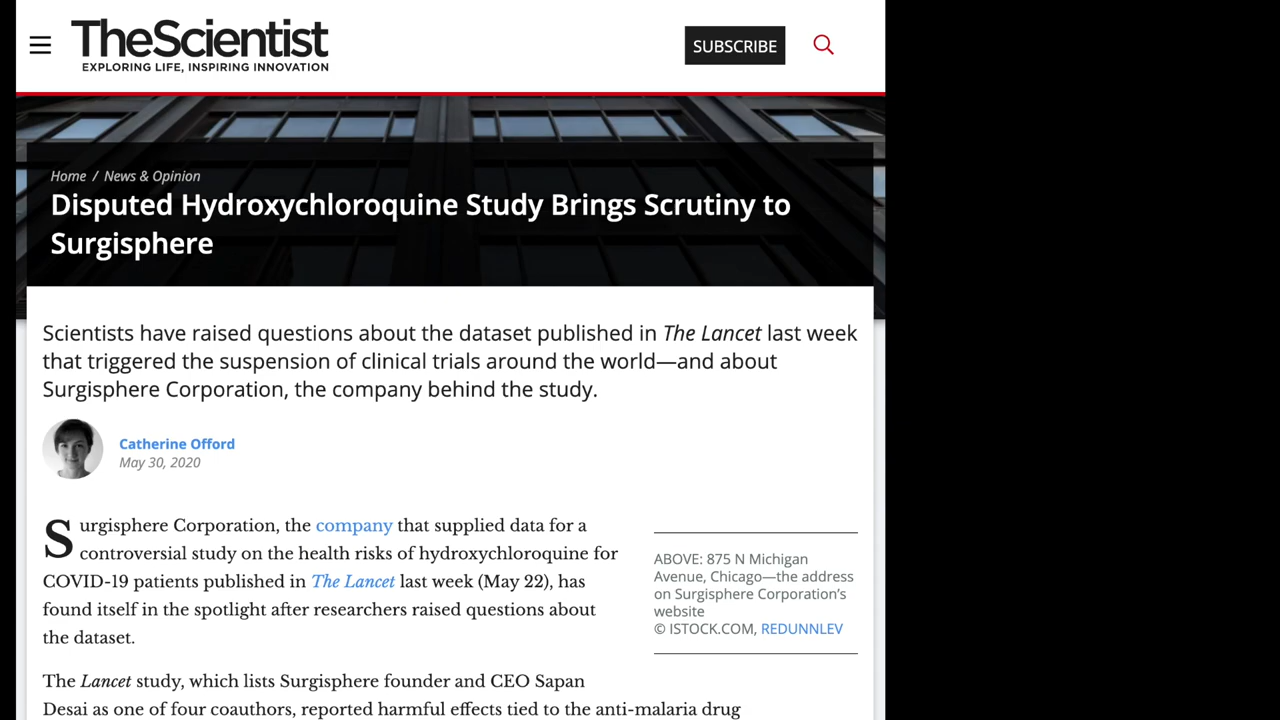 TheScientist
EXPLORING LIFE, INSPIRING INNOVATION
SUBSCRIBE
Home / News & Opinion
Disputed Hydroxychloroquine Study Brings Scrutiny to
Surgisphere
Scientists have raised questions about the dataset published in The Lancet last week
that triggered the suspension of clinical trials around the world—and about
Surgisphere Corporation, the company behind the study.
Catherine Offord
May 30, 2020
Surgisphere Corporation, the company that supplied data for a
controversial study on the health risks of hydroxychloroquine for
COVID-19 patients published in The Lancet last week (May 22), has
found itself in the spotlight after researchers raised questions about
the dataset.
ABOVE: 875 N Michigan
Avenue, Chicago—the address
on Surgisphere Corporation's
website
© ISTOCK.COM, REDUNNLEV
The Lancet study, which lists Surgisphere founder and CEO Sapan
Desai as one of four coauthors, reported harmful effects tied to the anti-malaria drug